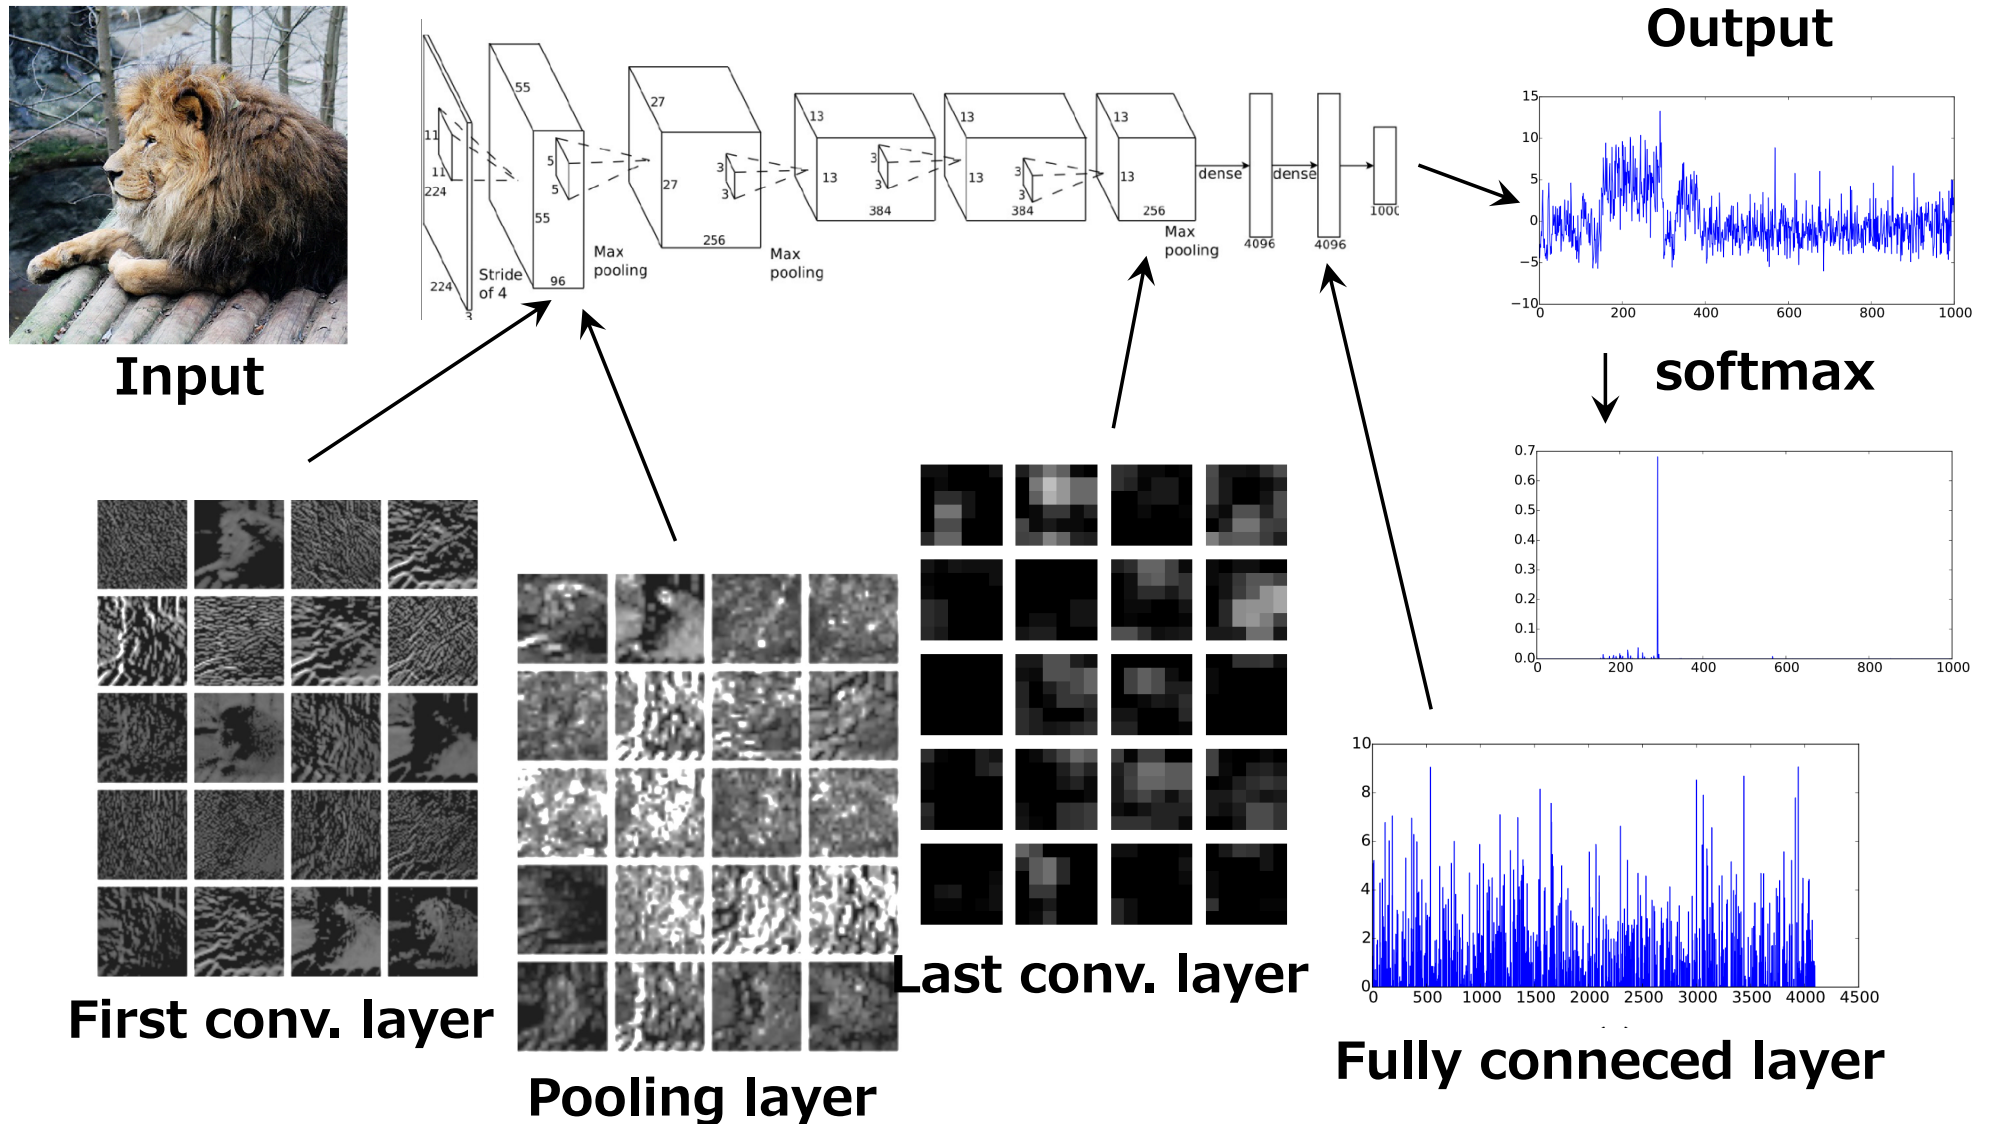 Output
Input
55
27
13
13
13
11
11
224
5
5
55
3
3
27
3
3
13
3
3
13
13
dense
dense
384
384
256
1000
256
4096
4096
Max
pooling
Max
pooling
Max
pooling
Stride
of 4
224
96
3
15
10
5
0
−5
−10
0 200 400 600 800 1000
softmax
0.7
0.6
0.5
0.4
0.3
0.2
0.1
0.0
0 200 400 600 800 1000
First conv. layer
Pooling layer
Last conv. layer
10
8
6
4
2
0
0 500 1000 1500 2000 2500 3000 3500 4000 4500
Fully conneced layer